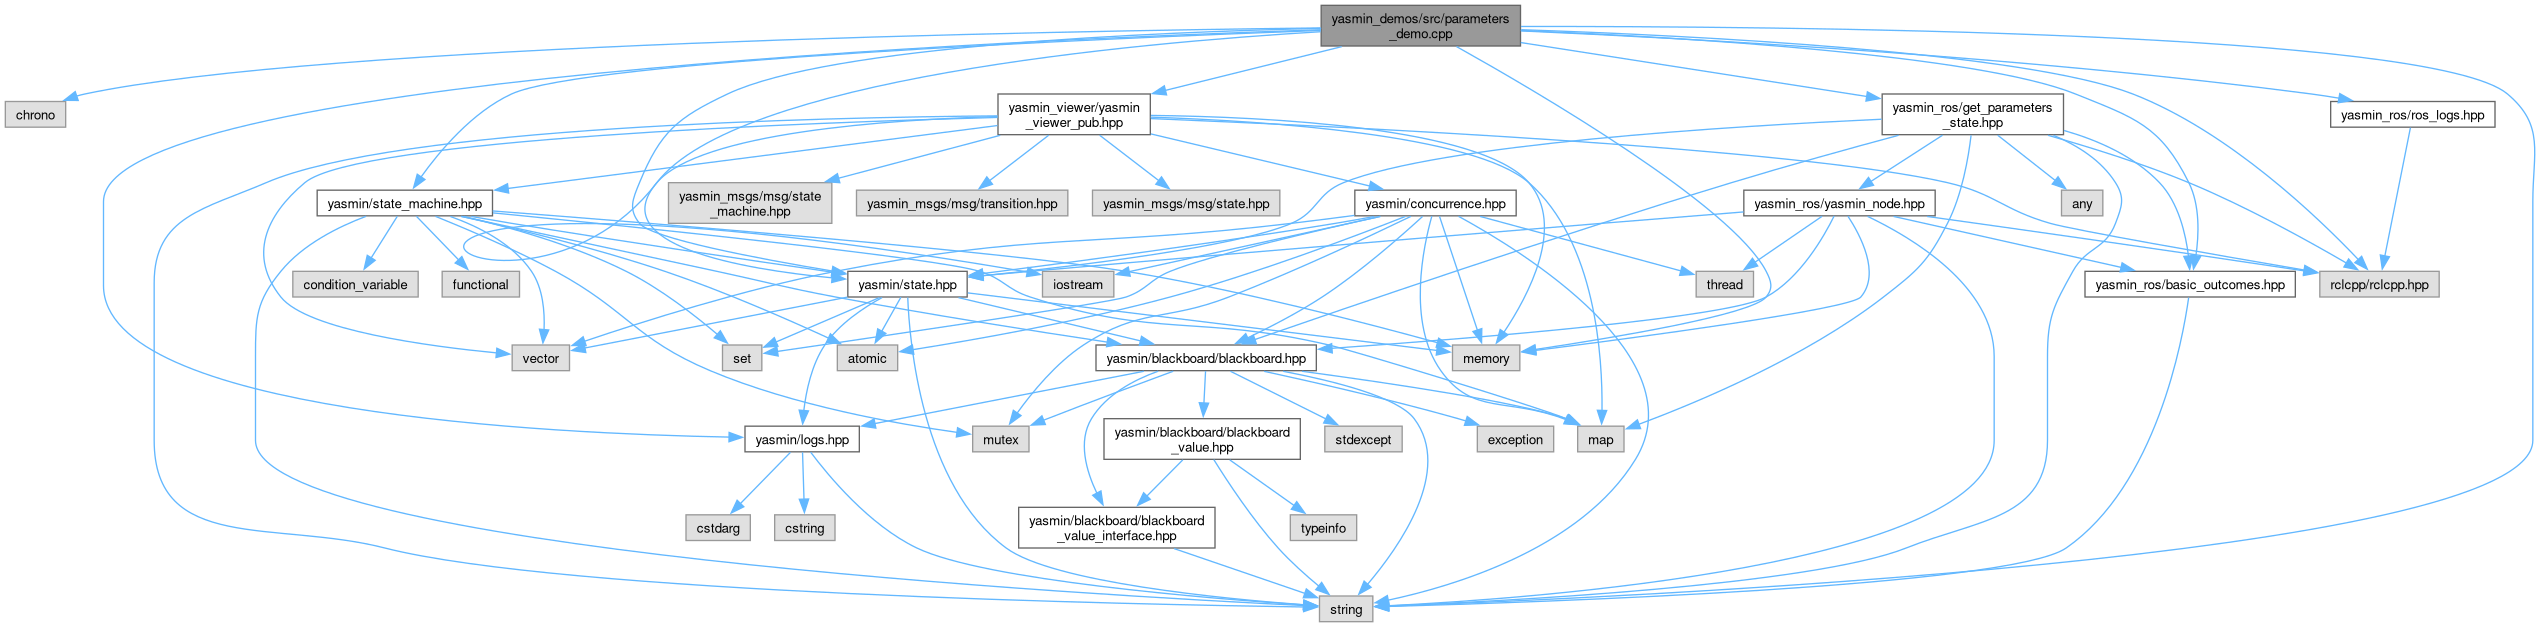 yasmin_demos/src/parameters
_demo.cpp
chrono
yasmin_viewer/yasmin
_viewer_pub.hpp
yasmin_ros/get_parameters
_state.hpp
yasmin_ros/ros_logs.hpp
yasmin/state_machine.hpp
yasmin_msgs/msg/state
_machine.hpp
yasmin_msgs/msg/transition.hpp
yasmin_msgs/msg/state.hpp
yasmin/concurrence.hpp
yasmin_ros/yasmin_node.hpp
any
condition_variable
functional
yasmin/state.hpp
iostream
thread
yasmin_ros/basic_outcomes.hpp
rclcpp/rclcpp.hpp
vector
set
atomic
yasmin/blackboard/blackboard.hpp
memory
yasmin/logs.hpp
mutex
yasmin/blackboard/blackboard
_value.hpp
stdexcept
exception
map
cstdarg
cstring
yasmin/blackboard/blackboard
_value_interface.hpp
typeinfo
string